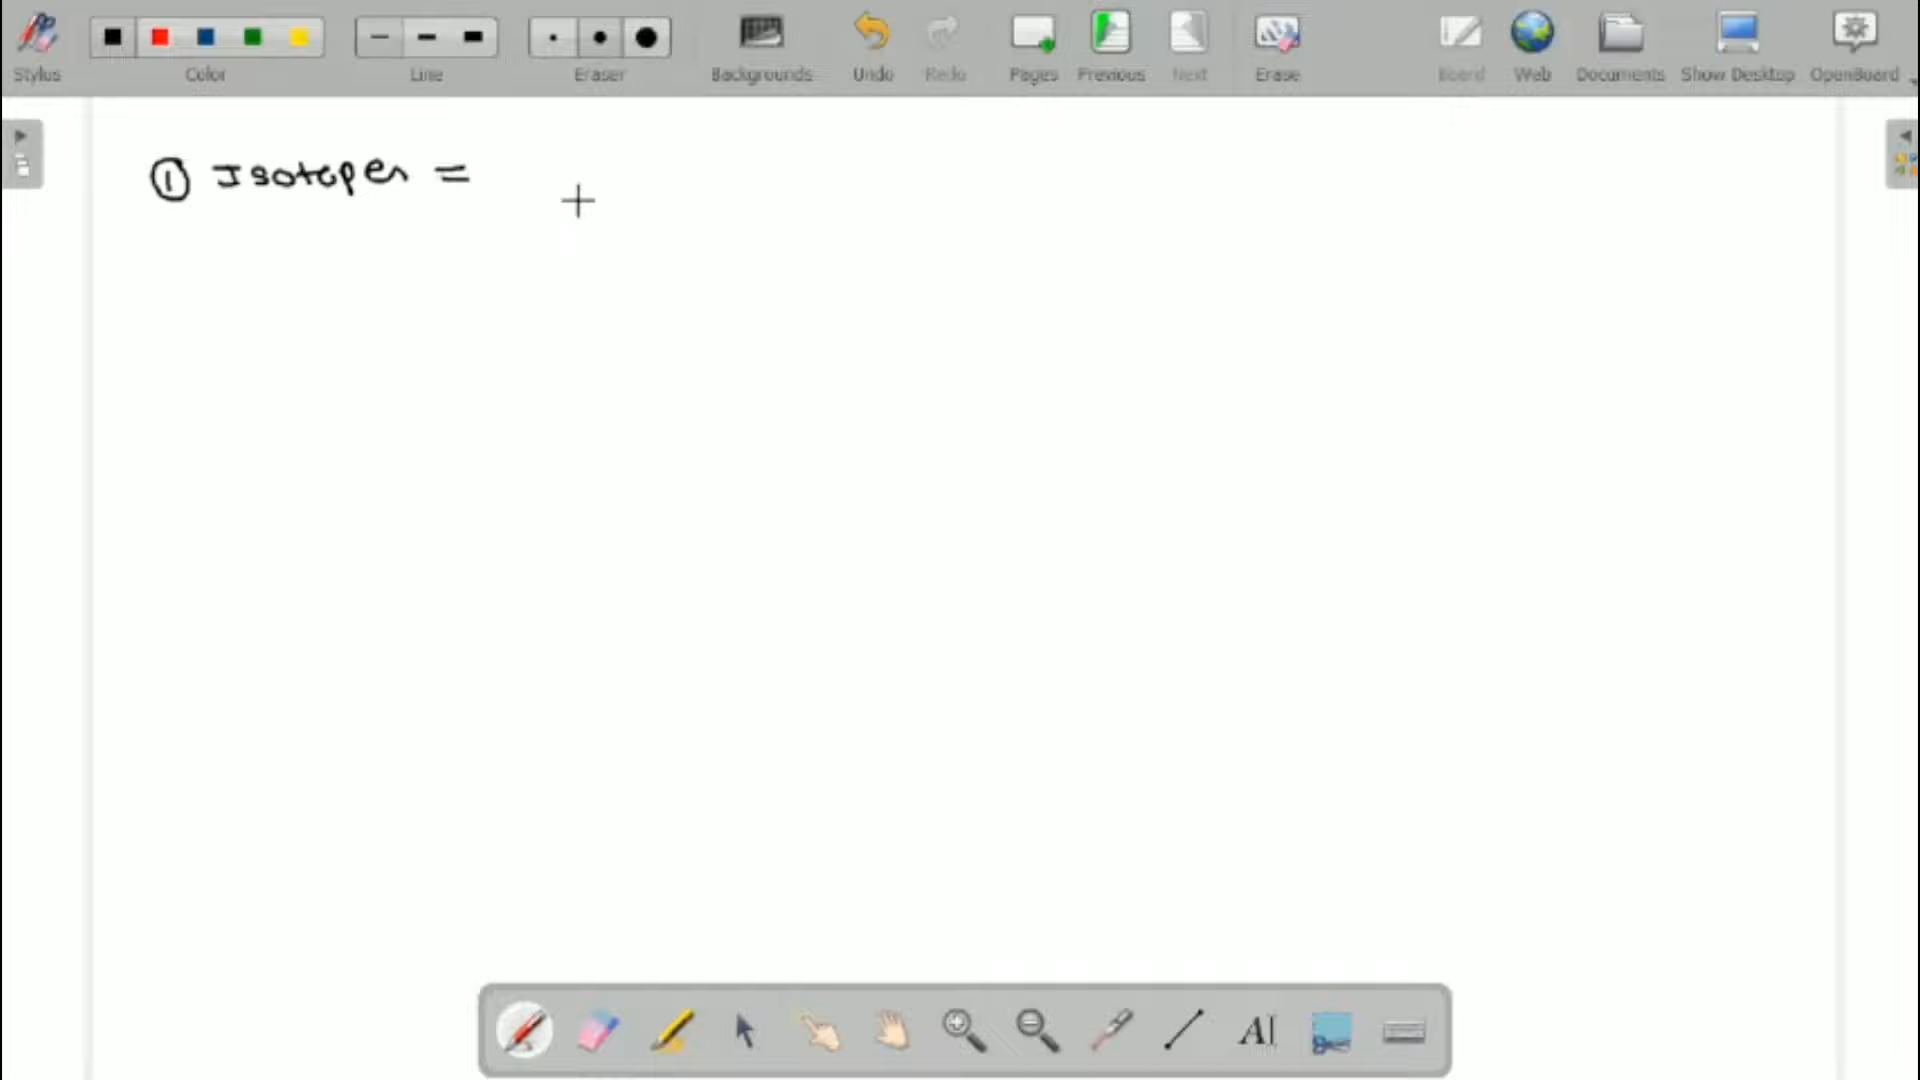 Stylus Color Line Eraser Backgrounds Undo Redo Pages Previous Next Erase Board Web Documents Show Desktop OpenBoard
① Isotopes =
AI